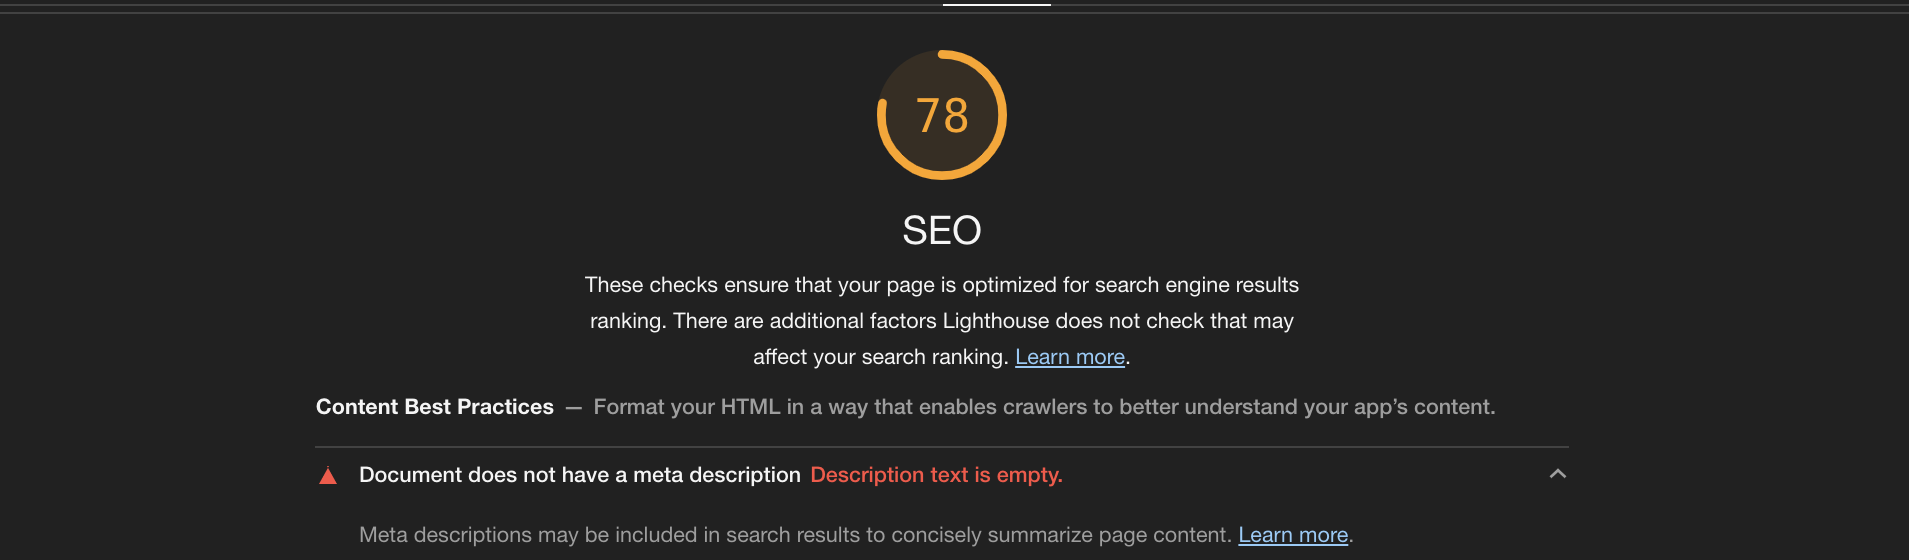 78
SEO
These checks ensure that your page is optimized for search engine results
ranking. There are additional factors Lighthouse does not check that may
affect your search ranking. Learn more.
Content Best Practices — Format your HTML in a way that enables crawlers to better understand your app’s content.
Document does not have a meta description Description text is empty.
Meta descriptions may be included in search results to concisely summarize page content. Learn more.